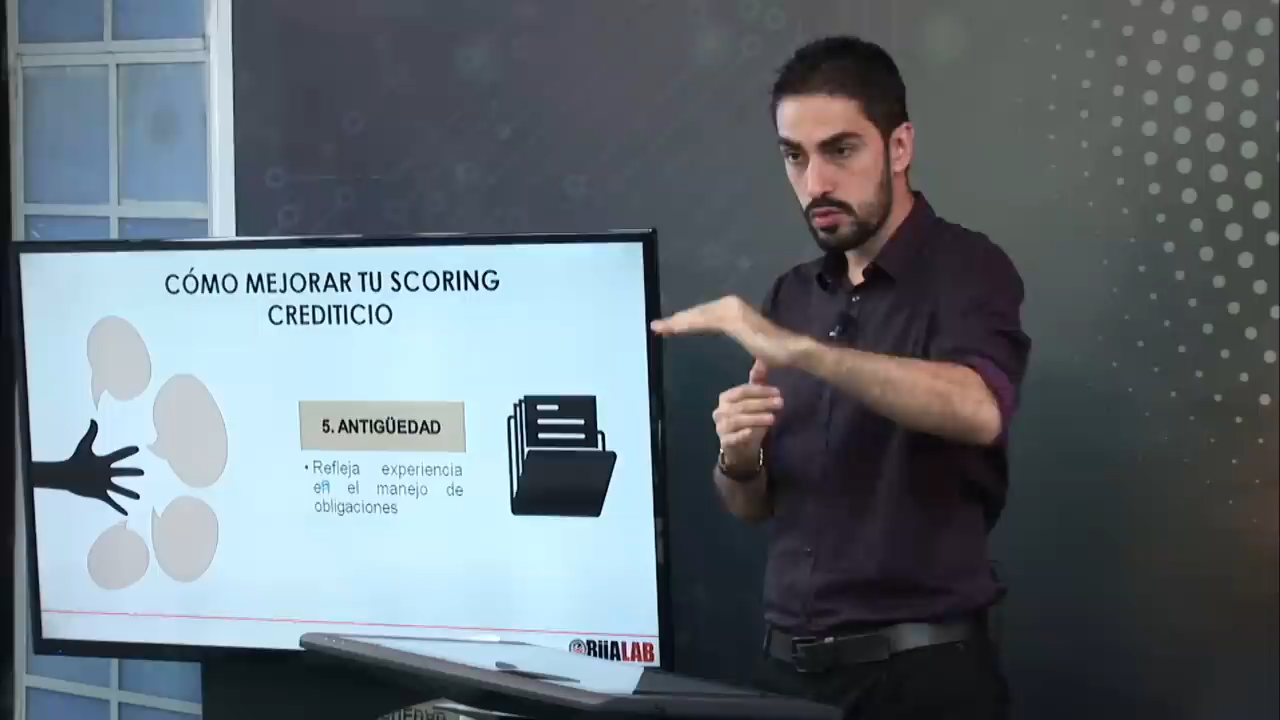 CÓMO MEJORAR TU SCORING
CREDITICIO
5. ANTIGÜEDAD
• Refleja experiencia
en el manejo de
obligaciones
BiiALAB